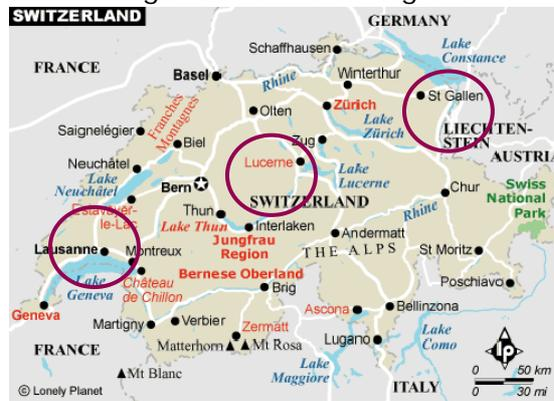 SWITZERLAND
GERMANY
Schaffhausen
Lake
Constance
FRANCE
Basel
Rhine
Winterthur
St Gallen
Franches
Montagnes
Olten
Zürich
Saignelégier
Lake
Zürich
LIECHTEN-
STEIN
Biel
Zug
AUSTRIA
Neuchâtel
Lucerne
Lake
Lucerne
Lake
Neuchâtel
Bern
Chur
Swiss
National
Park
Estavayer-
le-Lac
SWITZERLAND
Thun
Rhine
Lake Thun
Interlaken
Andermatt
Lausanne
Montreux
Jungfrau
Region
THE ALPS
St Moritz
Lake
Geneva
Château
de Chillon
Bernese Oberland
Brig
Poschiavo
Geneva
Ascona
Bellinzona
Martigny
Verbier
Zermatt
Lake
Como
Lugano
FRANCE
Matterhorn
Mt Rosa
Lake
Maggiore
lp
Mt Blanc
ITALY
0 50 km
0 30 mi
© Lonely Planet